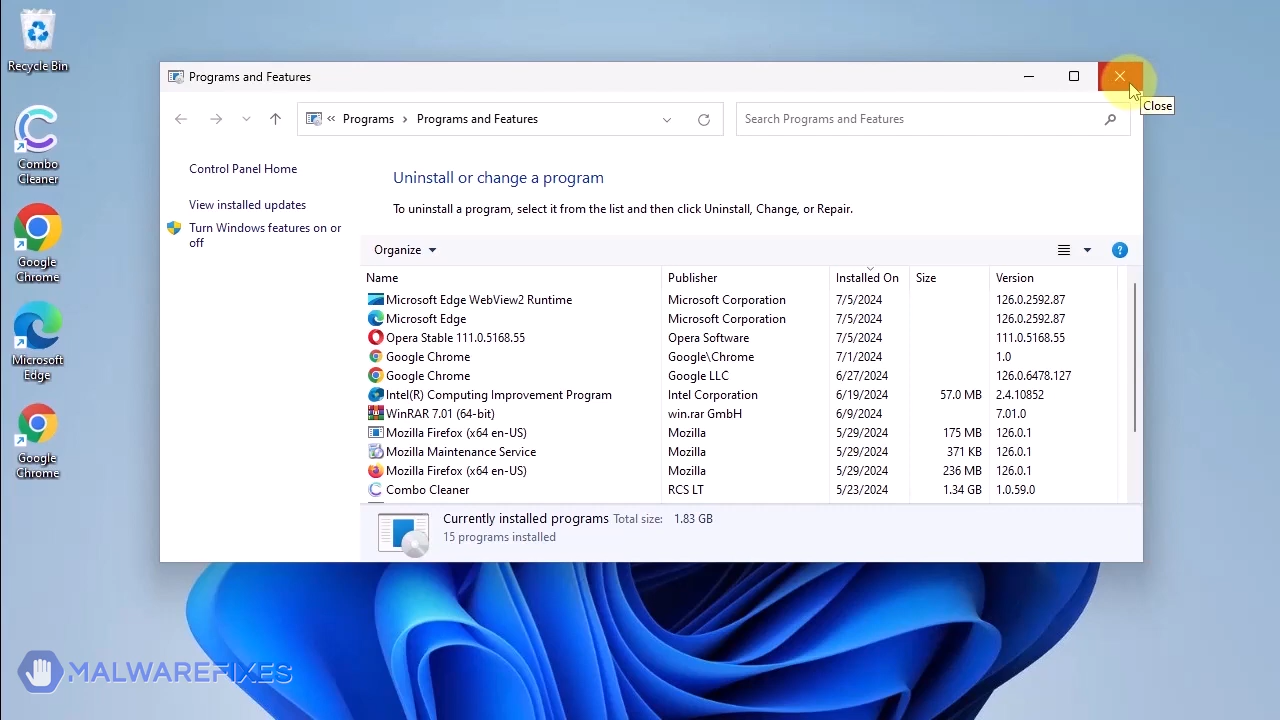 Recycle Bin
Combo
Cleaner
Google
Chrome
Microsoft
Edge
Google
Chrome
Programs and Features
Close
« Programs > Programs and Features
Search Programs and Features
Control Panel Home
View installed updates
Turn Windows features on or
off
Uninstall or change a program
To uninstall a program, select it from the list and then click Uninstall, Change, or Repair.
Organize
Name Publisher Installed On Size Version
Microsoft Edge WebView2 Runtime Microsoft Corporation 7/5/2024 126.0.2592.87
Microsoft Edge Microsoft Corporation 7/5/2024 126.0.2592.87
Opera Stable 111.0.5168.55 Opera Software 7/5/2024 111.0.5168.55
Google Chrome Google\Chrome 7/1/2024 1.0
Google Chrome Google LLC 6/27/2024 126.0.6478.127
Intel(R) Computing Improvement Program Intel Corporation 6/19/2024 57.0 MB 2.4.10852
WinRAR 7.01 (64-bit) win.rar GmbH 6/9/2024 7.01.0
Mozilla Firefox (x64 en-US) Mozilla 5/29/2024 175 MB 126.0.1
Mozilla Maintenance Service Mozilla 5/29/2024 371 KB 126.0.1
Mozilla Firefox (x64 en-US) Mozilla 5/29/2024 236 MB 126.0.1
Combo Cleaner RCS LT 5/23/2024 1.34 GB 1.0.59.0
Currently installed programs Total size: 1.83 GB
15 programs installed
MALWAREFIXES